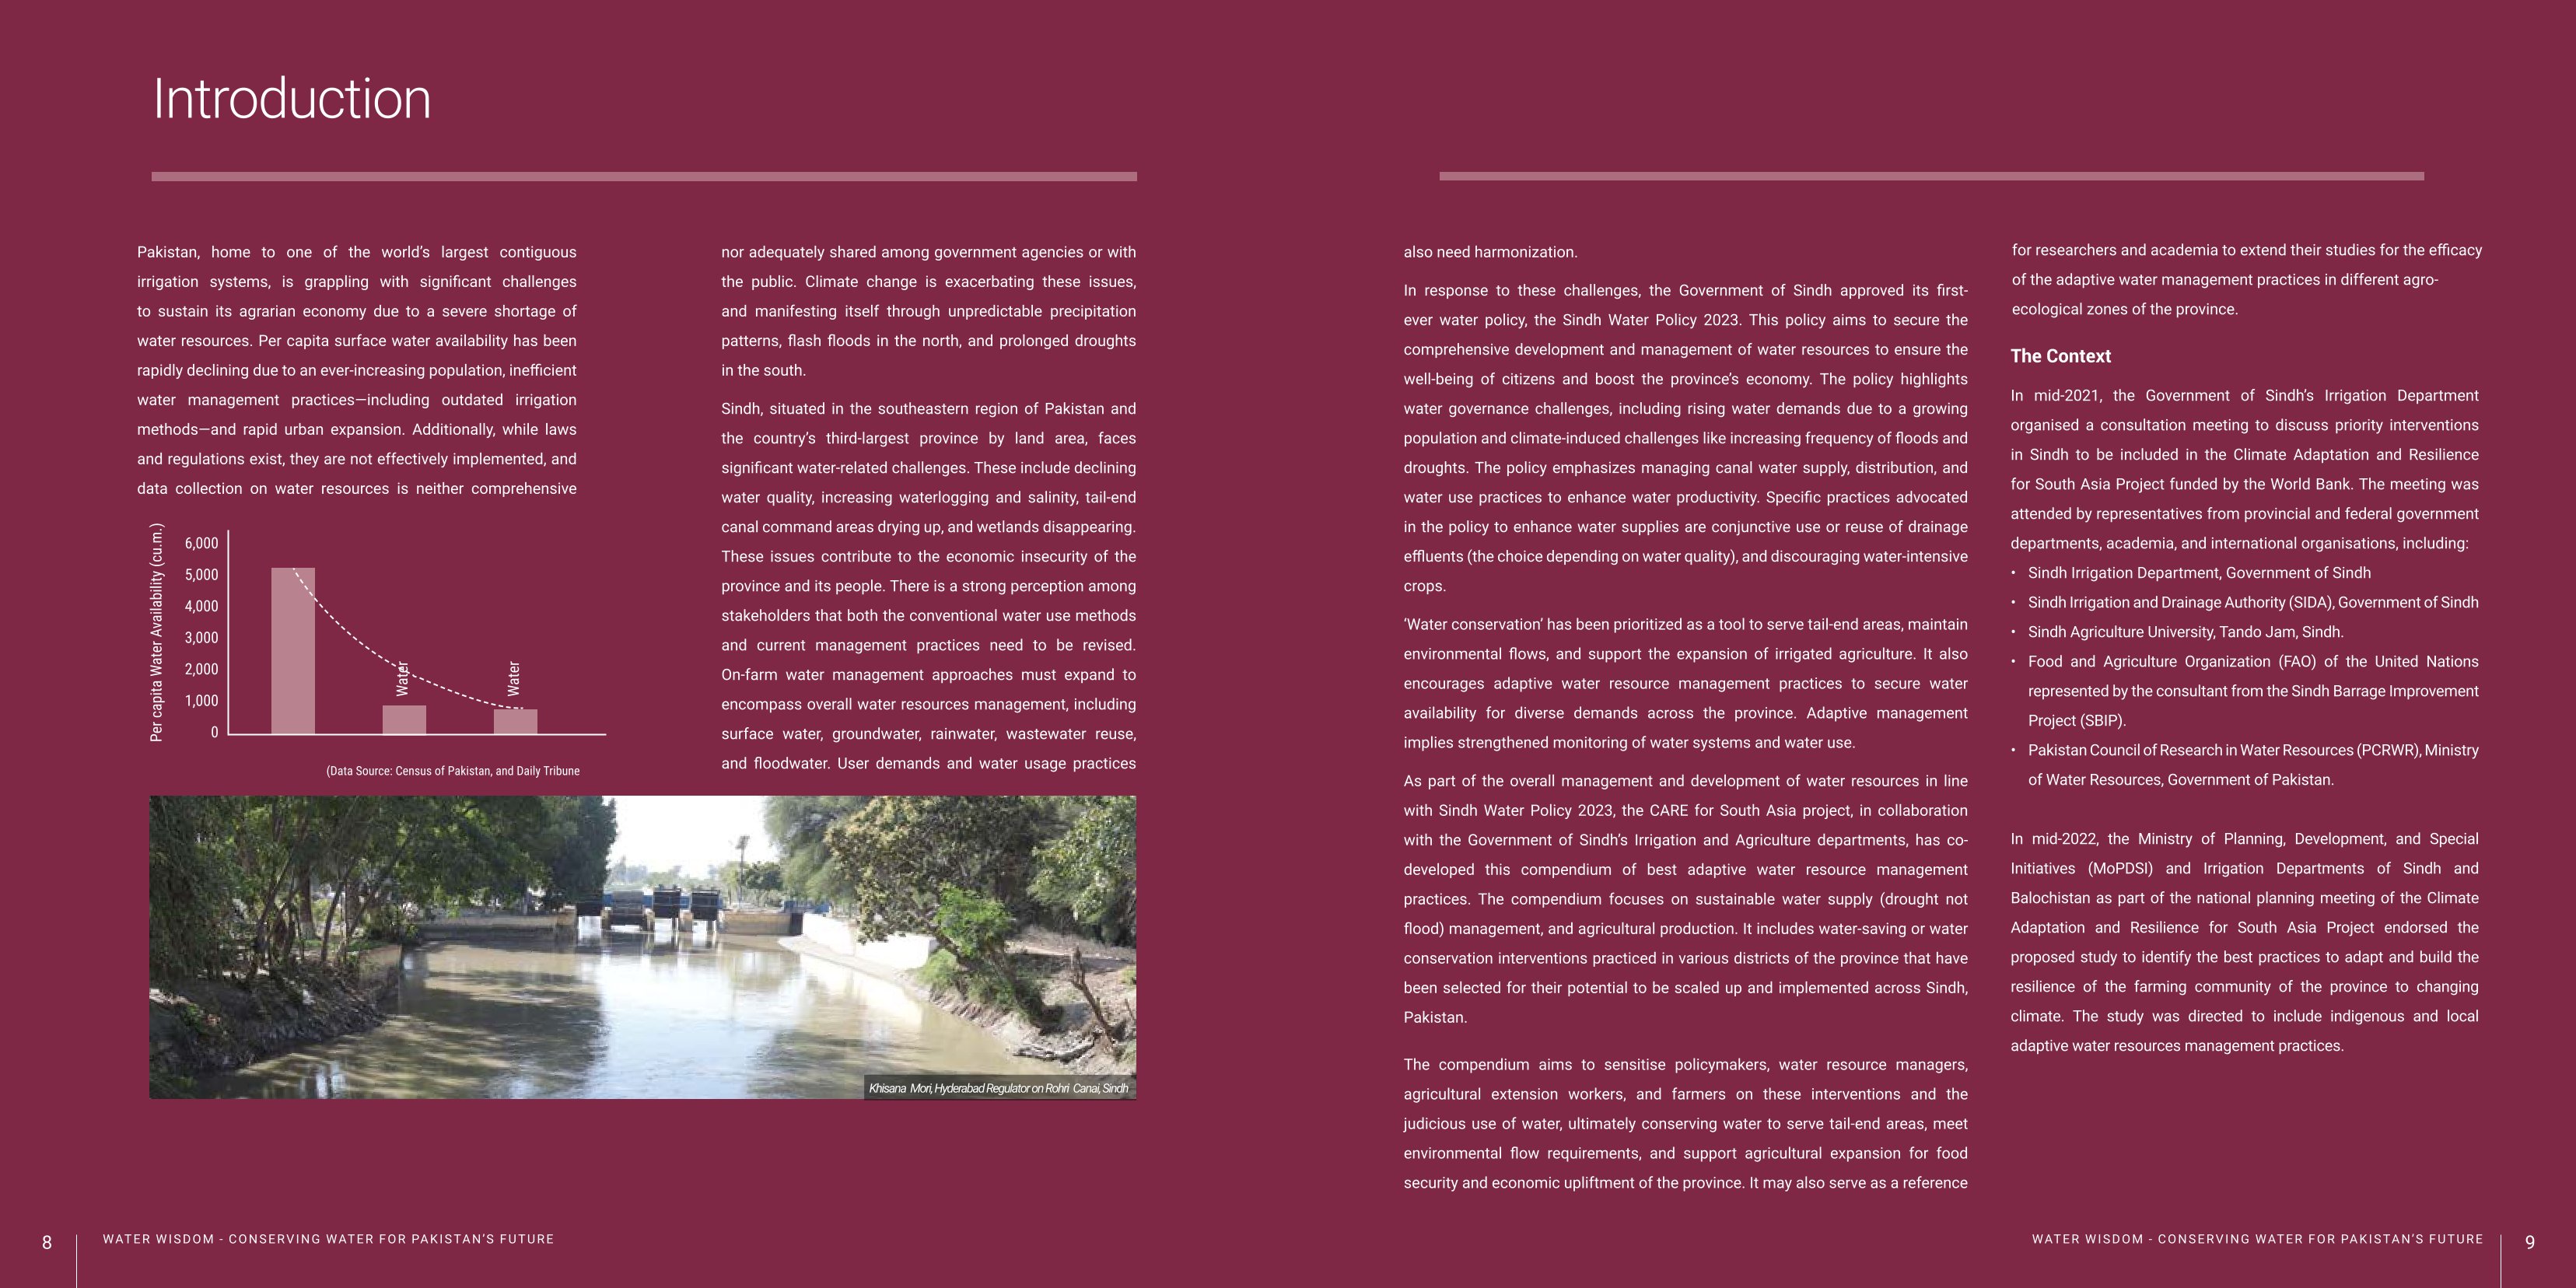 Introduction
Pakistan, home to one of the world's largest contiguous
irrigation systems, is grappling with significant challenges
to sustain its agrarian economy due to a severe shortage of
water resources. Per capita surface water availability has been
rapidly declining due to an ever-increasing population, inefficient
water management practices—including outdated irrigation
methods—and rapid urban expansion. Additionally, while laws
and regulations exist, they are not effectively implemented, and
data collection on water resources is neither comprehensive
Per capita Water Availability (cu.m.)
6,000
5,000
4,000
3,000
2,000
1,000
0
Water
Water
(Data Source: Census of Pakistan, and Daily Tribune
nor adequately shared among government agencies or with
the public. Climate change is exacerbating these issues,
and manifesting itself through unpredictable precipitation
patterns, flash floods in the north, and prolonged droughts
in the south.
Sindh, situated in the southeastern region of Pakistan and
the country's third-largest province by land area, faces
significant water-related challenges. These include declining
water quality, increasing waterlogging and salinity, tail-end
canal command areas drying up, and wetlands disappearing.
These issues contribute to the economic insecurity of the
province and its people. There is a strong perception among
stakeholders that both the conventional water use methods
and current management practices need to be revised.
On-farm water management approaches must expand to
encompass overall water resources management, including
surface water, groundwater, rainwater, wastewater reuse,
and floodwater. User demands and water usage practices
Khisana Mori, Hyderabad Regulator on Rohri Canai, Sindh
8
WATER WISDOM - CONSERVING WATER FOR PAKISTAN'S FUTURE
also need harmonization.
In response to these challenges, the Government of Sindh approved its first-
ever water policy, the Sindh Water Policy 2023. This policy aims to secure the
comprehensive development and management of water resources to ensure the
well-being of citizens and boost the province's economy. The policy highlights
water governance challenges, including rising water demands due to a growing
population and climate-induced challenges like increasing frequency of floods and
droughts. The policy emphasizes managing canal water supply, distribution, and
water use practices to enhance water productivity. Specific practices advocated
in the policy to enhance water supplies are conjunctive use or reuse of drainage
effluents (the choice depending on water quality), and discouraging water-intensive
crops.
'Water conservation' has been prioritized as a tool to serve tail-end areas, maintain
environmental flows, and support the expansion of irrigated agriculture. It also
encourages adaptive water resource management practices to secure water
availability for diverse demands across the province. Adaptive management
implies strengthened monitoring of water systems and water use.
As part of the overall management and development of water resources in line
with Sindh Water Policy 2023, the CARE for South Asia project, in collaboration
with the Government of Sindh's Irrigation and Agriculture departments, has co-
developed this compendium of best adaptive water resource management
practices. The compendium focuses on sustainable water supply (drought not
flood) management, and agricultural production. It includes water-saving or water
conservation interventions practiced in various districts of the province that have
been selected for their potential to be scaled up and implemented across Sindh,
Pakistan.
The compendium aims to sensitise policymakers, water resource managers,
agricultural extension workers, and farmers on these interventions and the
judicious use of water, ultimately conserving water to serve tail-end areas, meet
environmental flow requirements, and support agricultural expansion for food
security and economic upliftment of the province. It may also serve as a reference
for researchers and academia to extend their studies for the efficacy
of the adaptive water management practices in different agro-
ecological zones of the province.
The Context
In mid-2021, the Government of Sindh's Irrigation Department
organised a consultation meeting to discuss priority interventions
in Sindh to be included in the Climate Adaptation and Resilience
for South Asia Project funded by the World Bank. The meeting was
attended by representatives from provincial and federal government
departments, academia, and international organisations, including:
• Sindh Irrigation Department, Government of Sindh
• Sindh Irrigation and Drainage Authority (SIDA), Government of Sindh
• Sindh Agriculture University, Tando Jam, Sindh.
• Food and Agriculture Organization (FAO) of the United Nations
represented by the consultant from the Sindh Barrage Improvement
Project (SBIP).
• Pakistan Council of Research in Water Resources (PCRWR), Ministry
of Water Resources, Government of Pakistan.
In mid-2022, the Ministry of Planning, Development, and Special
Initiatives (MoPDSI) and Irrigation Departments of Sindh and
Balochistan as part of the national planning meeting of the Climate
Adaptation and Resilience for South Asia Project endorsed the
proposed study to identify the best practices to adapt and build the
resilience of the farming community of the province to changing
climate. The study was directed to include indigenous and local
adaptive water resources management practices.
WATER WISDOM - CONSERVING WATER FOR PAKISTAN'S FUTURE
9